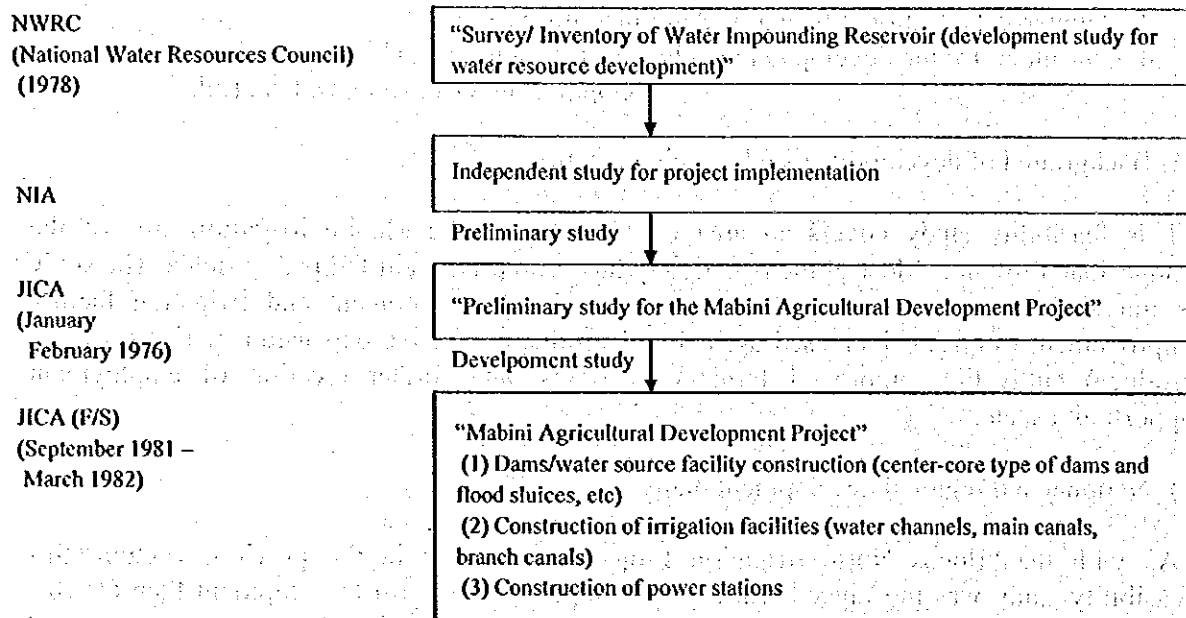 NWRC
(National Water Resources Council)
(1978)
"Survey/ Inventory of Water Impounding Reservoir (development study for
water resource development)"
Independent study for project implementation
NIA
Preliminary study
JICA
(January
February 1976)
"Preliminary study for the Mabini Agricultural Development Project"
Develpoment study
JICA (F/S)
(September 1981 –
March 1982)
"Mabini Agricultural Development Project"
(1) Dams/water source facility construction (center-core type of dams and
flood sluices, etc)
(2) Construction of irrigation facilities (water channels, main canals,
branch canals)
(3) Construction of power stations